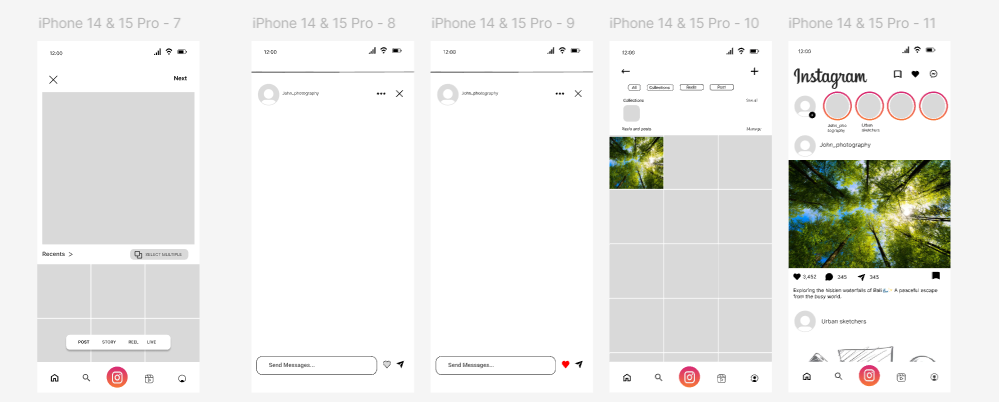 iPhone 14 & 15 Pro - 7
12:00
Next
Recents >
SELECT MULTIPLE
POST STORY REEL LIVE
iPhone 14 & 15 Pro - 8
12:00
John_photography
Send Messages...
iPhone 14 & 15 Pro - 9
12:00
John_photography
Send Messages...
iPhone 14 & 15 Pro - 10
12:00
All Collections Reels Post
Collections See all
Reels and posts Manage
iPhone 14 & 15 Pro - 11
12:00
Instagram
John_pho
tography
Urban
sketchers
John_photography
3,452 345 345
Exploring the hidden waterfalls of Bali 🌊 - A peaceful escape
from the busy world.
Urban sketchers